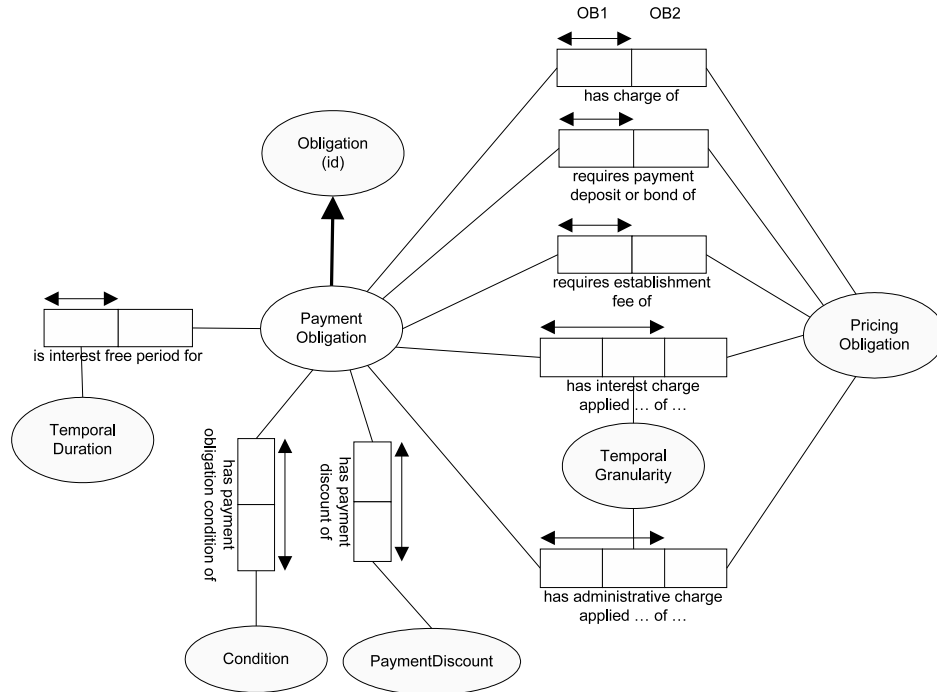 OB1 OB2
has charge of
Obligation
(id)
requires payment
deposit or bond of
requires establishment
fee of
Payment
Obligation
Pricing
Obligation
is interest free period for
has interest charge
applied ... of ...
Temporal
Duration
has payment
obligation condition of
has payment
discount of
Temporal
Granularity
has administrative charge
applied ... of ...
Condition
PaymentDiscount